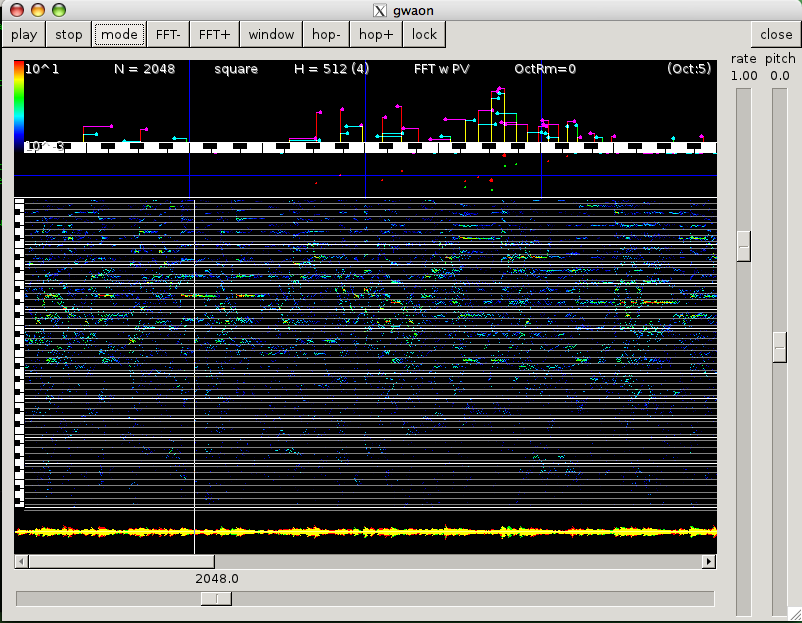 gwaon
play stop mode FFT- FFT+ window hop- hop+ lock close
rate pitch
1.00 0.0
10^1 N = 2048 square H = 512 (4) FFT w PV OctRm=0 (Oct:5)
10^-3
2048.0